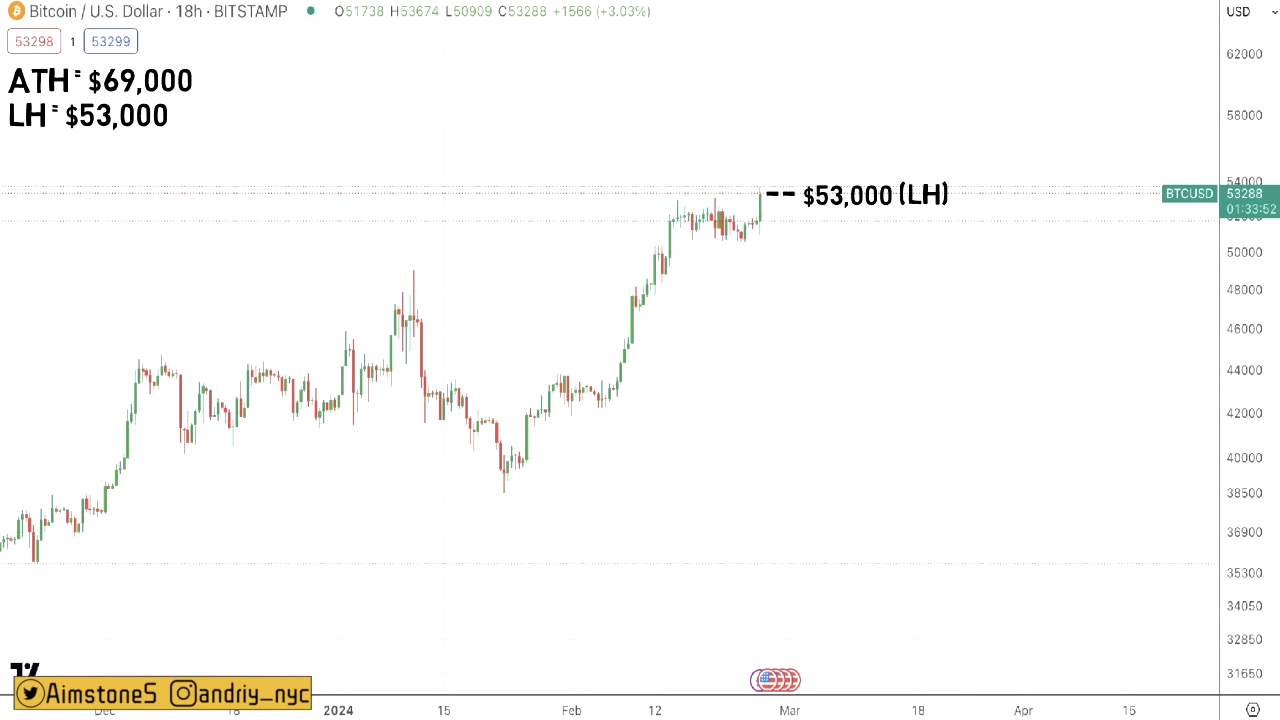 Bitcoin / U.S. Dollar · 18h · BITSTAMP O51738 H53674 L50909 C53288 +1566 (+3.03%)
USD
53298 1 53299
ATH = $69,000
LH = $53,000
62000
58000
54000
$53,000 (LH)
BTCUSD 53288
01:33:52
50000
48000
46000
44000
42000
40000
38500
36900
35300
34050
32850
31650
Aimstone5 @andriy_nyc
Dec 18 2024 15 Feb 12 Mar 18 Apr 15